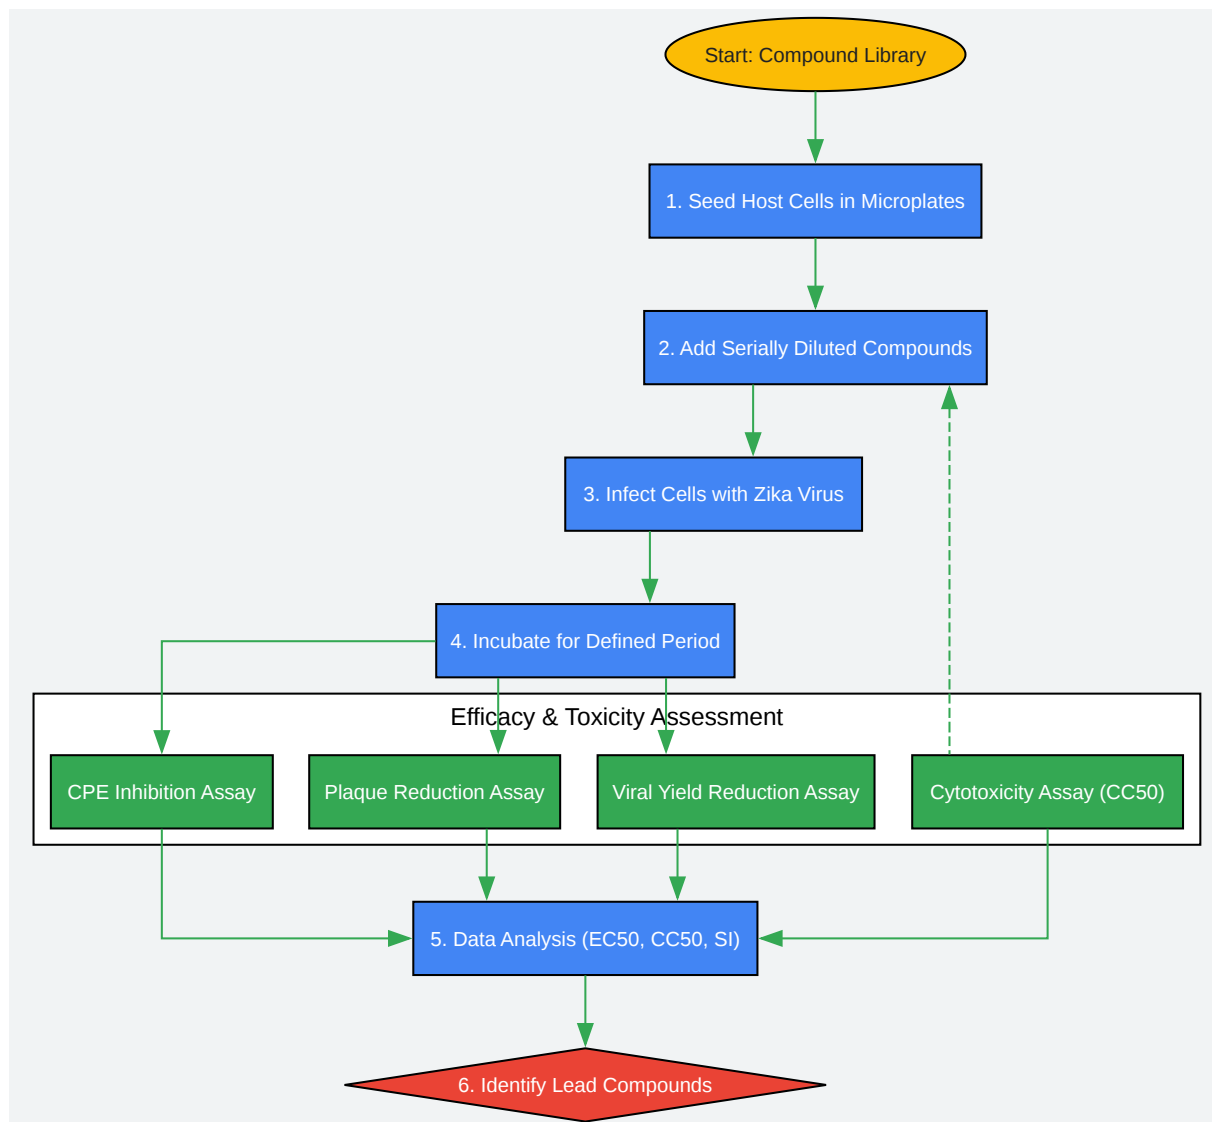 Start: Compound Library
1. Seed Host Cells in Microplates
2. Add Serially Diluted Compounds
3. Infect Cells with Zika Virus
4. Incubate for Defined Period
Efficacy & Toxicity Assessment
CPE Inhibition Assay
Plaque Reduction Assay
Viral Yield Reduction Assay
Cytotoxicity Assay (CC50)
5. Data Analysis (EC50, CC50, SI)
6. Identify Lead Compounds